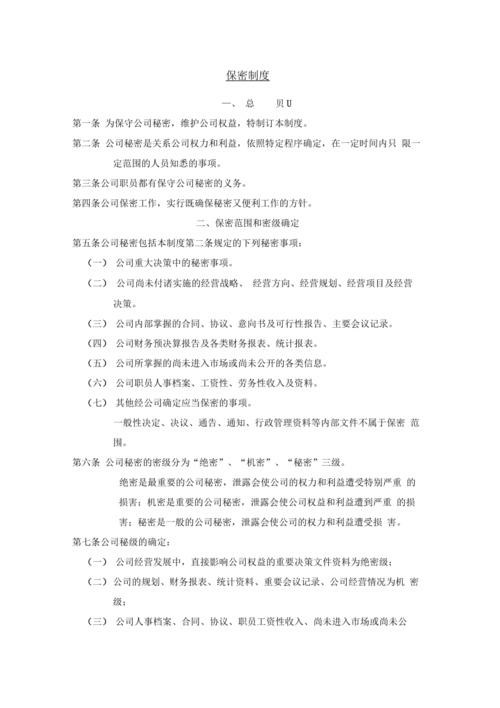 保密制度
一、 总 贝U
第一条 为保守公司秘密，维护公司权益，特制订本制度。
第二条 公司秘密是关系公司权力和利益，依照特定程序确定，在一定时间内只 限一
定范围的人员知悉的事项。
第三条公司职员都有保守公司秘密的义务。
第四条公司保密工作，实行既确保秘密又便利工作的方针。
二、保密范围和密级确定
第五条公司秘密包括本制度第二条规定的下列秘密事项：
（一） 公司重大决策中的秘密事项。
（二） 公司尚未付诸实施的经营战略、 经营方向、经营规划、经营项目及经营
决策。
（三） 公司内部掌握的合同、协议、意向书及可行性报告、主要会议记录。
（四） 公司财务预决算报告及各类财务报表、统计报表。
（五） 公司所掌握的尚未进入市场或尚未公开的各类信息。
（六） 公司职员人事档案、工资性、劳务性收入及资料。
（七） 其他经公司确定应当保密的事项。
一般性决定、决议、通告、通知、行政管理资料等内部文件不属于保密 范
围。
第六条 公司秘密的密级分为“绝密”、“机密”、“秘密”三级。
绝密是最重要的公司秘密，泄露会使公司的权力和利益遭受特别严重 的
损害；机密是重要的公司秘密，泄露会使公司权益和利益遭到严重 的损
害；秘密是一般的公司秘密，泄露会使公司的权力和利益遭受损 害。
第七条公司秘级的确定：
（一） 公司经营发展中，直接影响公司权益的重要决策文件资料为绝密级；
（二）公司的规划、财务报表、统计资料、重要会议记录、公司经营情况为机 密
级；
（三） 公司人事档案、合同、协议、职员工资性收入、尚未进入市场或尚未公